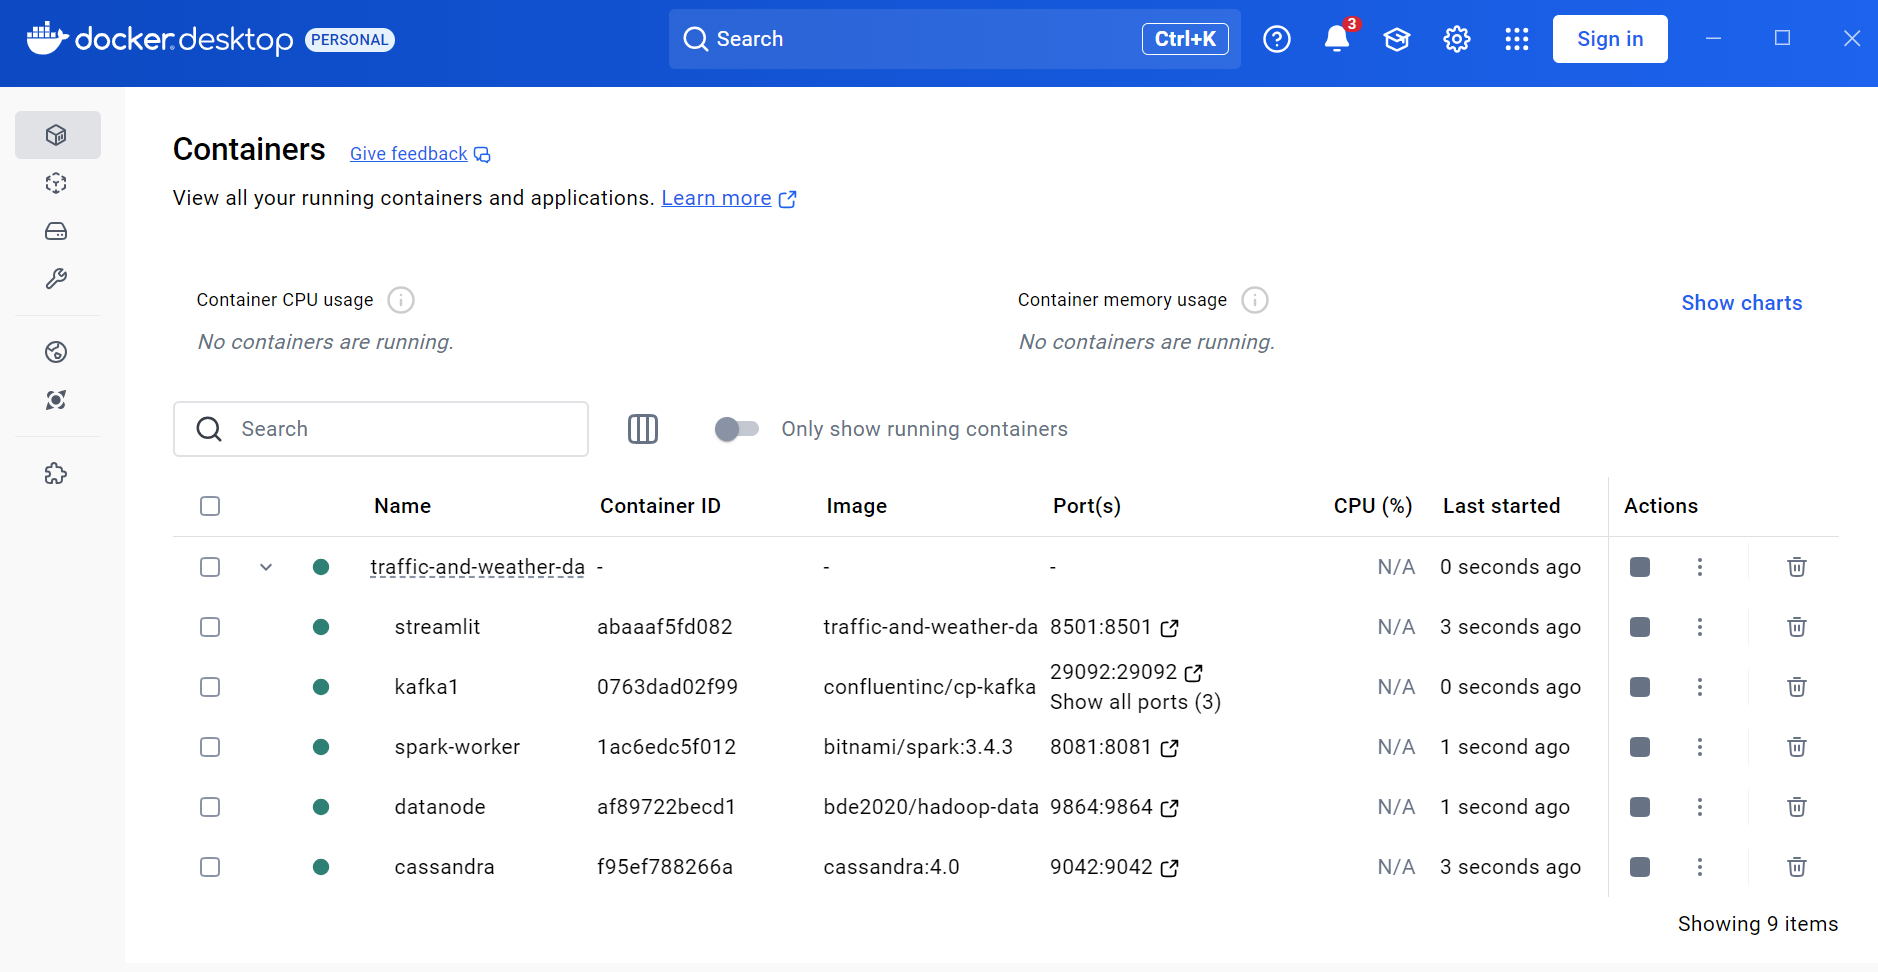 docker.desktop PERSONAL Search Ctrl+K 3 Sign in
Containers Give feedback
View all your running containers and applications. Learn more
Container CPU usage Container memory usage Show charts
No containers are running. No containers are running.
Search Only show running containers
Name Container ID Image Port(s) CPU (%) Last started Actions
traffic-and-weather-da - - - N/A 0 seconds ago
streamlit abaaaf5fd082 traffic-and-weather-da 8501:8501 N/A 3 seconds ago
kafka1 0763dad02f99 confluentinc/cp-kafka 29092:29092 Show all ports (3) N/A 0 seconds ago
spark-worker 1ac6edc5f012 bitnami/spark:3.4.3 8081:8081 N/A 1 second ago
datanode af89722becd1 bde2020/hadoop-data 9864:9864 N/A 1 second ago
cassandra f95ef788266a cassandra:4.0 9042:9042 N/A 3 seconds ago
Showing 9 items